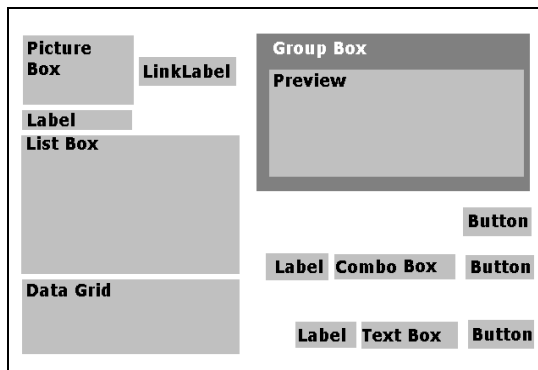 Picture
Box
LinkLabel
Label
List Box
Data Grid
Group Box
Preview
Button
Label Combo Box Button
Label Text Box Button